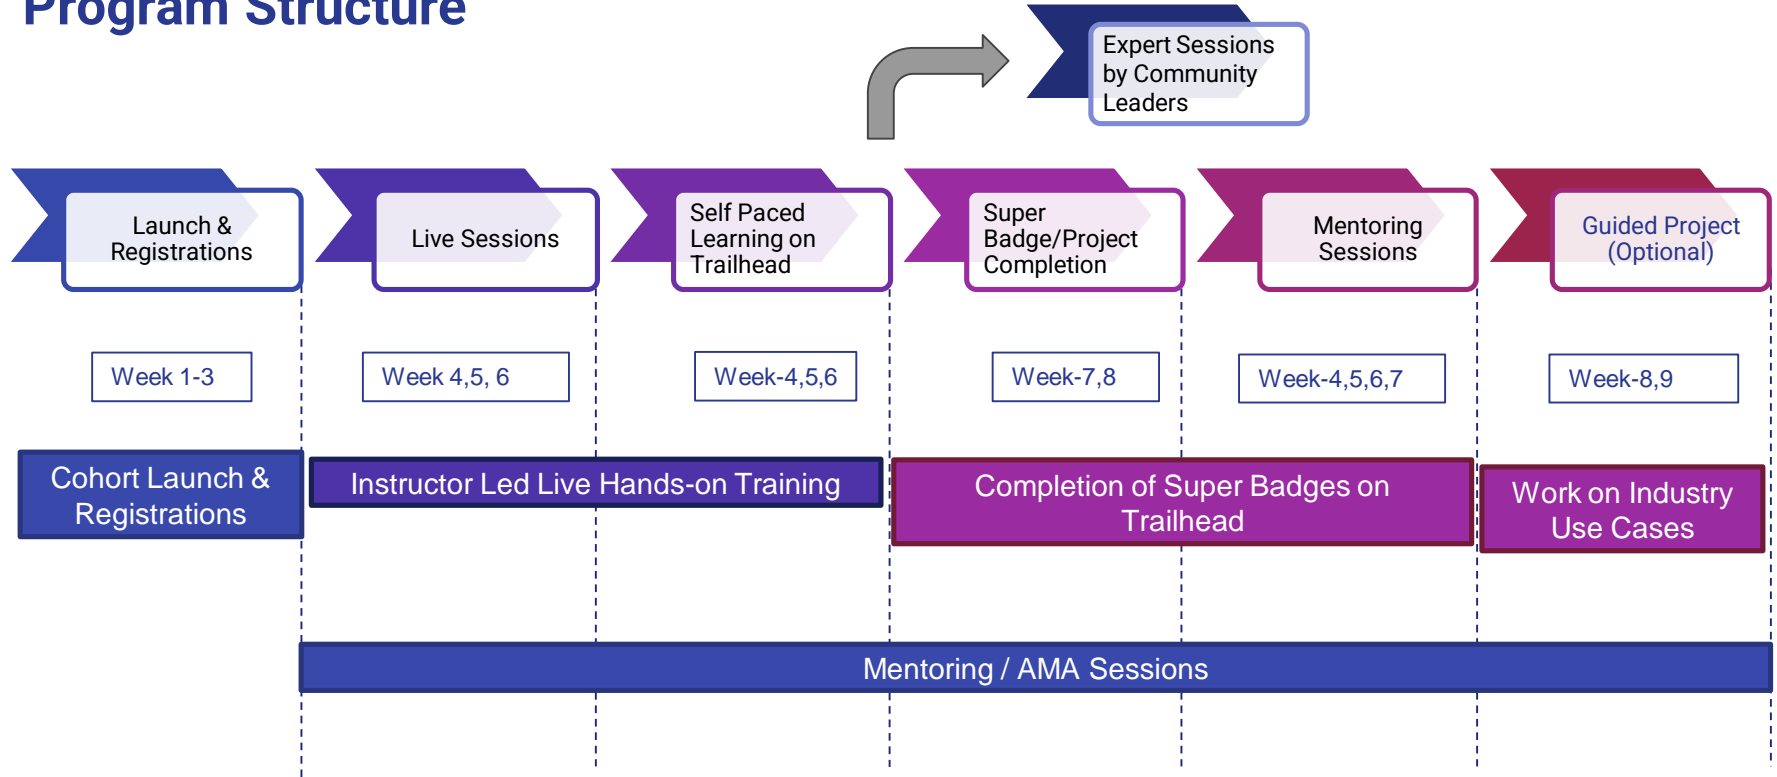 Program Structure
Expert Sessions
by Community
Leaders
Launch &
Registrations
Live Sessions
Self Paced
Learning on
Trailhead
Super
Badge/Project
Completion
Mentoring
Sessions
Guided Project
(Optional)
Week 1-3
Week 4,5, 6
Week-4,5,6
Week-7,8
Week-4,5,6,7
Week-8,9
Cohort Launch &
Registrations
Instructor Led Live Hands-on Training
Completion of Super Badges on
Trailhead
Work on Industry
Use Cases
Mentoring / AMA Sessions